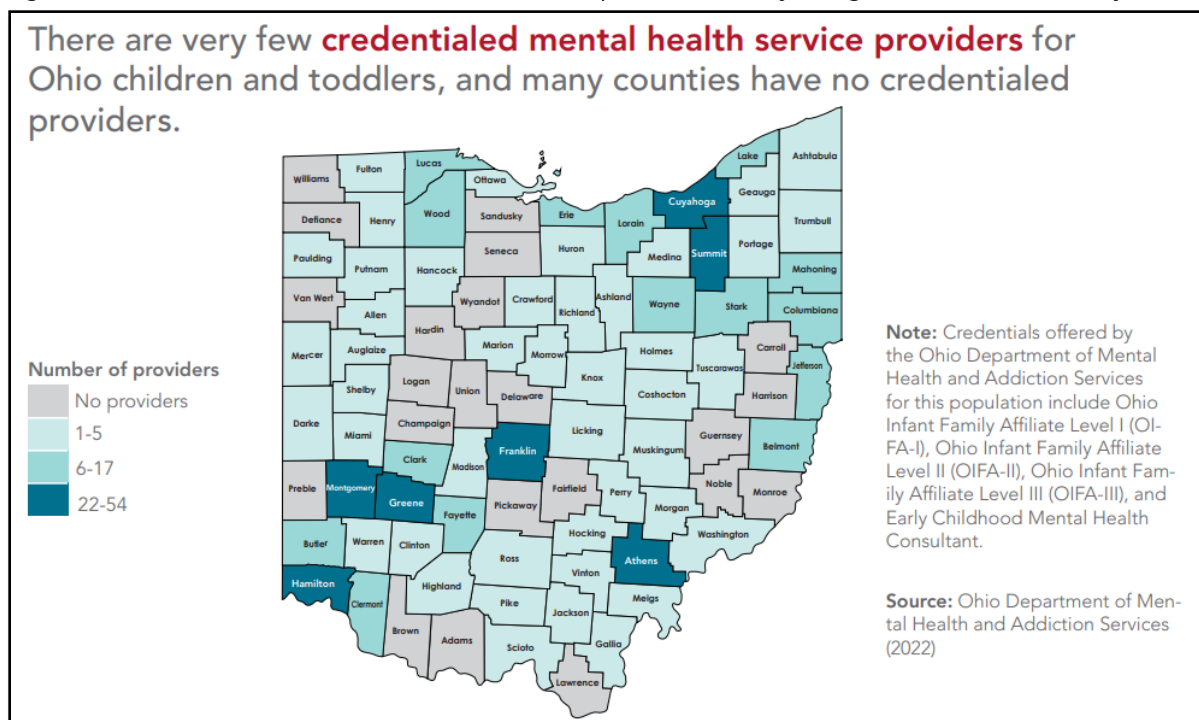 There are very few credentialed mental health service providers for
Ohio children and toddlers, and many counties have no credentialed
providers.
Williams
Fulton
Lucas
Ottawa
Lake
Ashtabula
Geauga
Cuyahoga
Defiance
Henry
Wood
Sandusky
Erie
Lorain
Trumbull
Paulding
Seneca
Huron
Medina
Summit
Portage
Putnam
Hancock
Mahoning
Van Wert
Wyandot
Crawford
Richland
Ashland
Wayne
Stark
Columbiana
Allen
Hardin
Mercer
Auglaize
Marion
Morrow
Holmes
Tuscarawas
Carroll
Jefferson
Logan
Union
Delaware
Knox
Coshocton
Harrison
Shelby
Darke
Champaign
Miami
Licking
Guernsey
Belmont
Franklin
Muskingum
Clark
Madison
Preble
Montgomery
Greene
Fairfield
Perry
Noble
Monroe
Pickaway
Fayette
Morgan
Butler
Warren
Clinton
Hocking
Washington
Ross
Athens
Hamilton
Highland
Vinton
Clermont
Pike
Jackson
Meigs
Brown
Adams
Scioto
Gallia
Lawrence
Number of providers
No providers
1-5
6-17
22-54
Note: Credentials offered by
the Ohio Department of Mental
Health and Addiction Services
for this population include Ohio
Infant Family Affiliate Level I (OI-
FA-I), Ohio Infant Family Affiliate
Level II (OIFA-II), Ohio Infant Fam-
ily Affiliate Level III (OIFA-III), and
Early Childhood Mental Health
Consultant.
Source: Ohio Department of Men-
tal Health and Addiction Services
(2022)